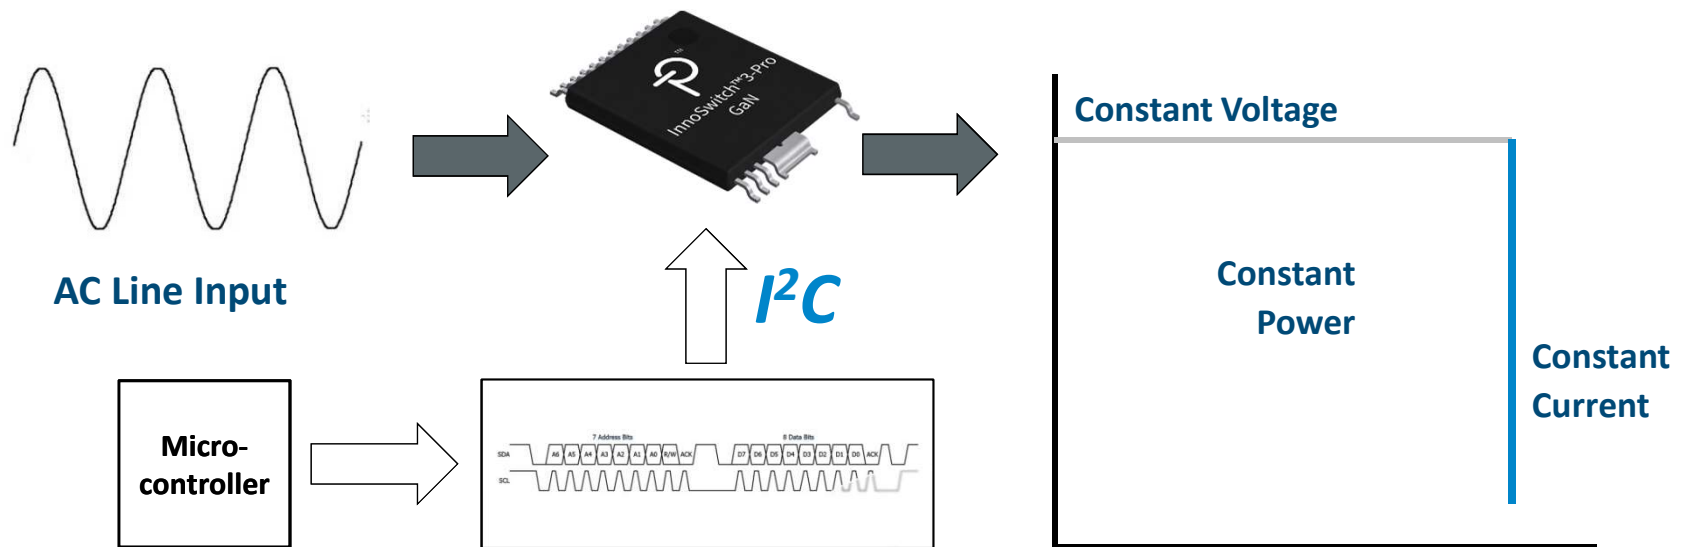 InnoSwitch™3-Pro
GaN
Constant Voltage
AC Line Input
I²C
Constant
Power
Constant
Current
Micro-
controller
7 Address Bits
8 Data Bits
SDA
A6 A5 A4 A3 A2 A1 A0 R/W ACK
D7 D6 D5 D4 D3 D2 D1 D0 ACK
SCL